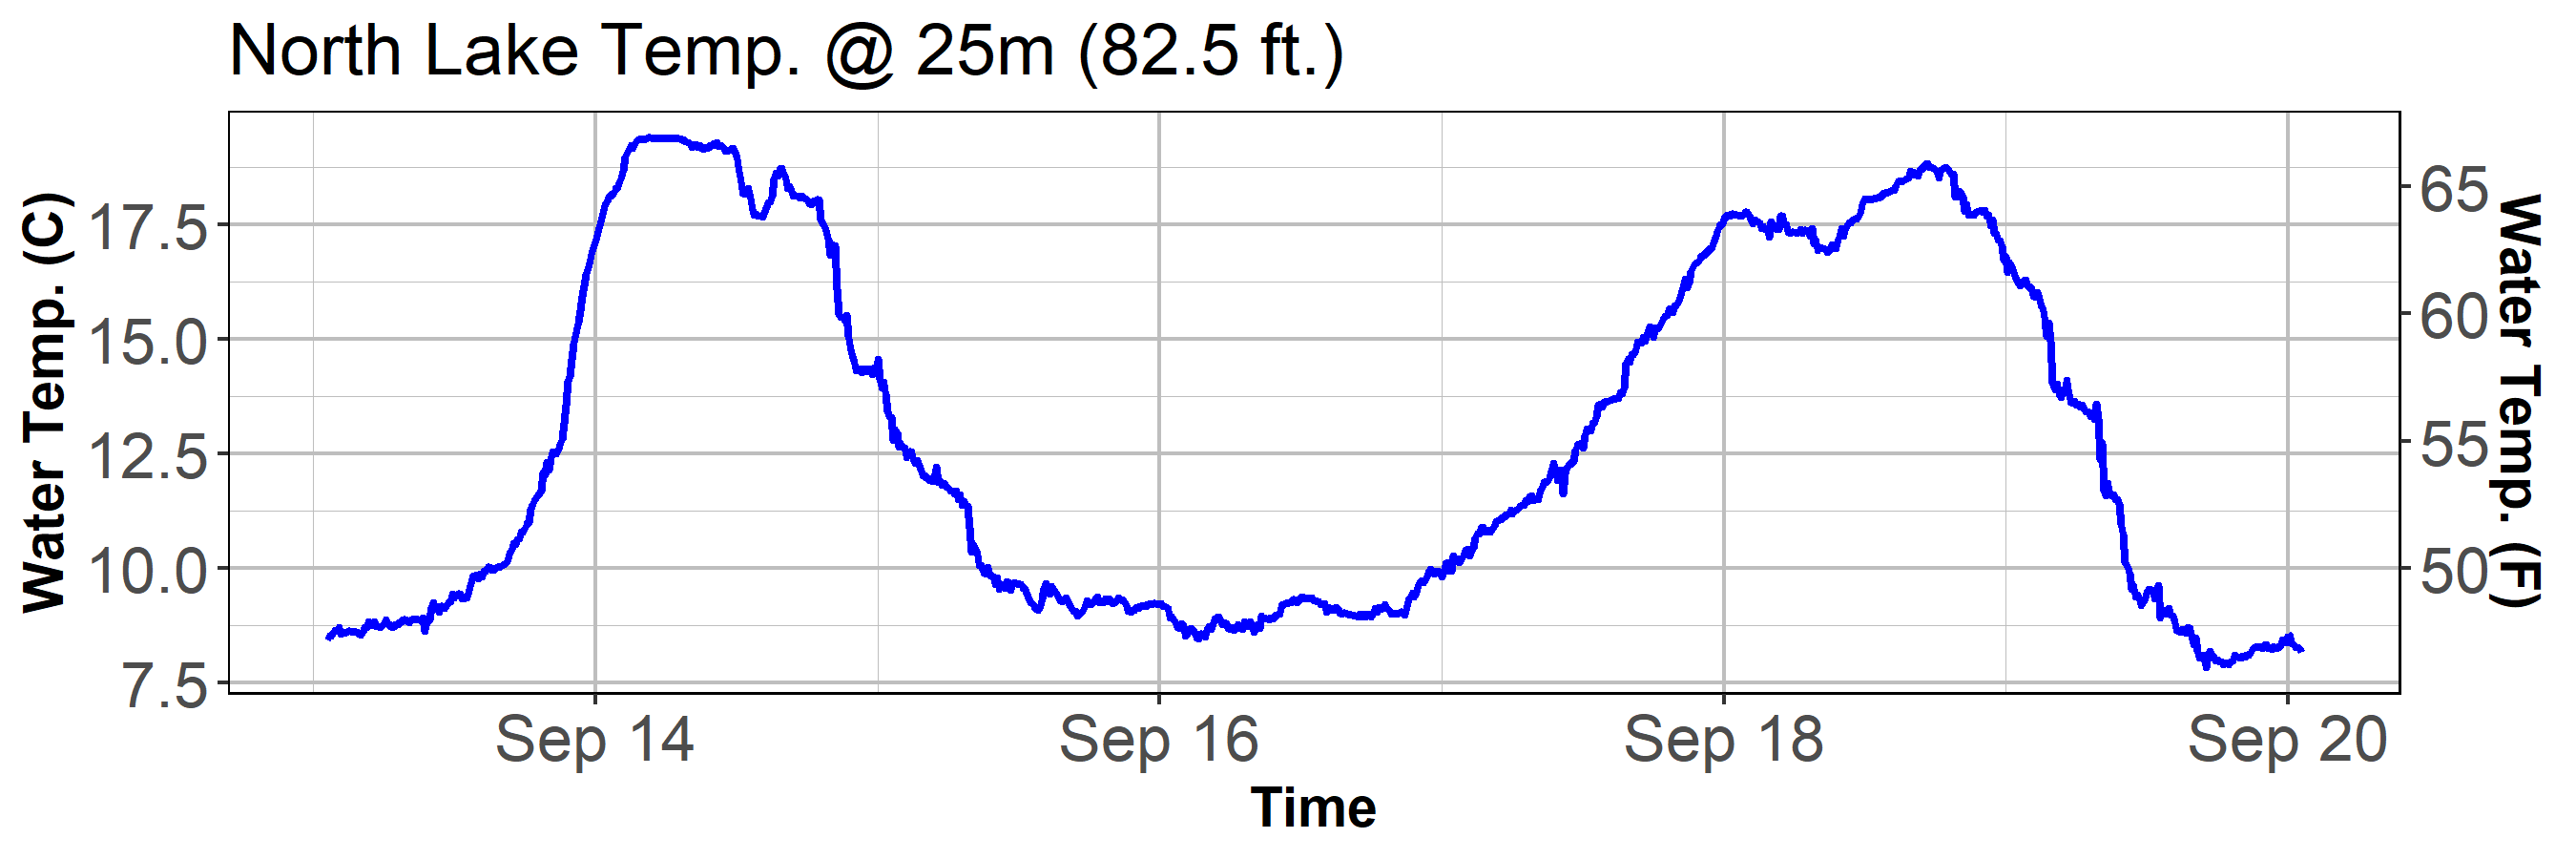 North Lake Temp. @ 25m (82.5 ft.)
Water Temp. (C)
17.5
15.0
12.5
10.0
7.5
65
60
55
50
Water Temp. (F)
Sep 14 Sep 16 Sep 18 Sep 20
Time